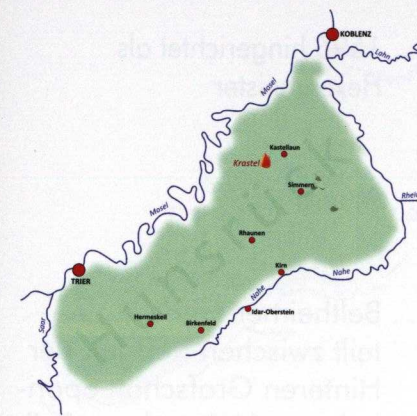 KOBLENZ
Lahn
Mosel
Kastellaun
Krastel
Simmern
Rhein
Mosel
Hunsrück
Rhaunen
Kirn
Nahe
TRIER
Nahe
Idar-Oberstein
Hermeskeil
Birkenfeld
Saar